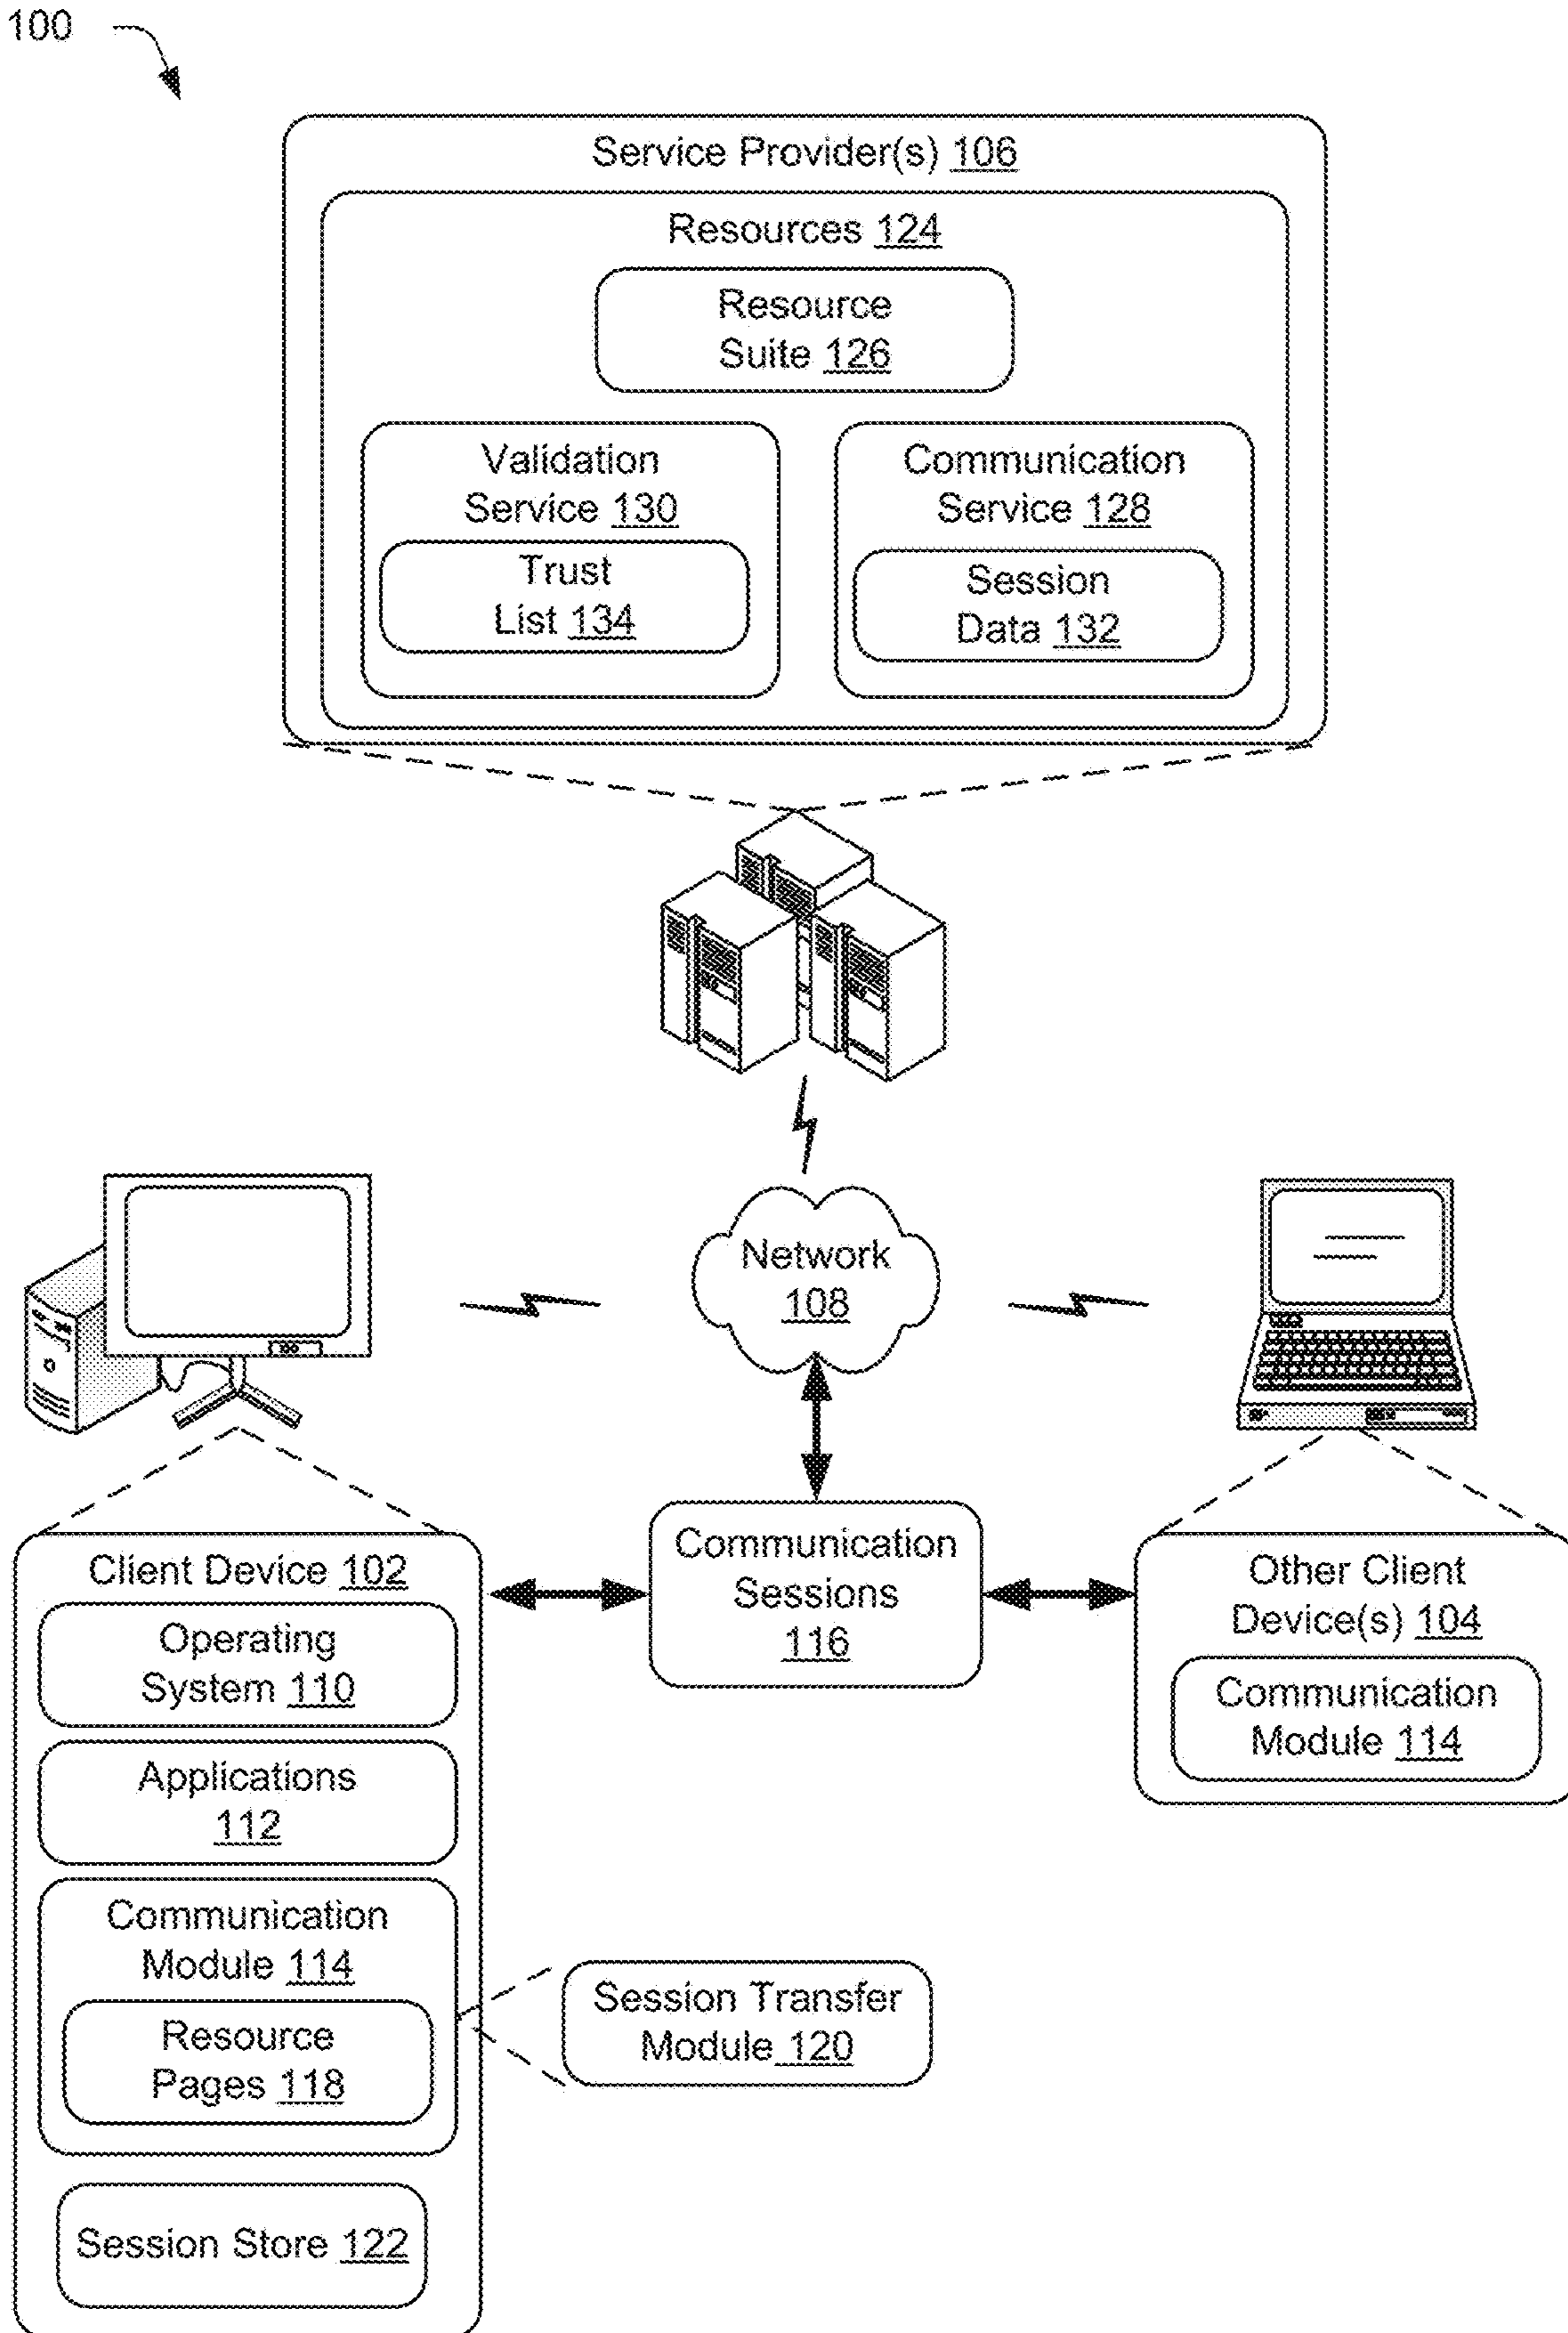 100
Service Provider(s) 106
Resources 124
Resource
Suite 126
Validation
Service 130
Trust
List 134
Communication
Service 128
Session
Data 132
Network
108
Client Device 102
Operating
System 110
Applications
112
Communication
Module 114
Resource
Pages 118
Session Store 122
Communication
Sessions
116
Session Transfer
Module 120
Other Client
Device(s) 104
Communication
Module 114